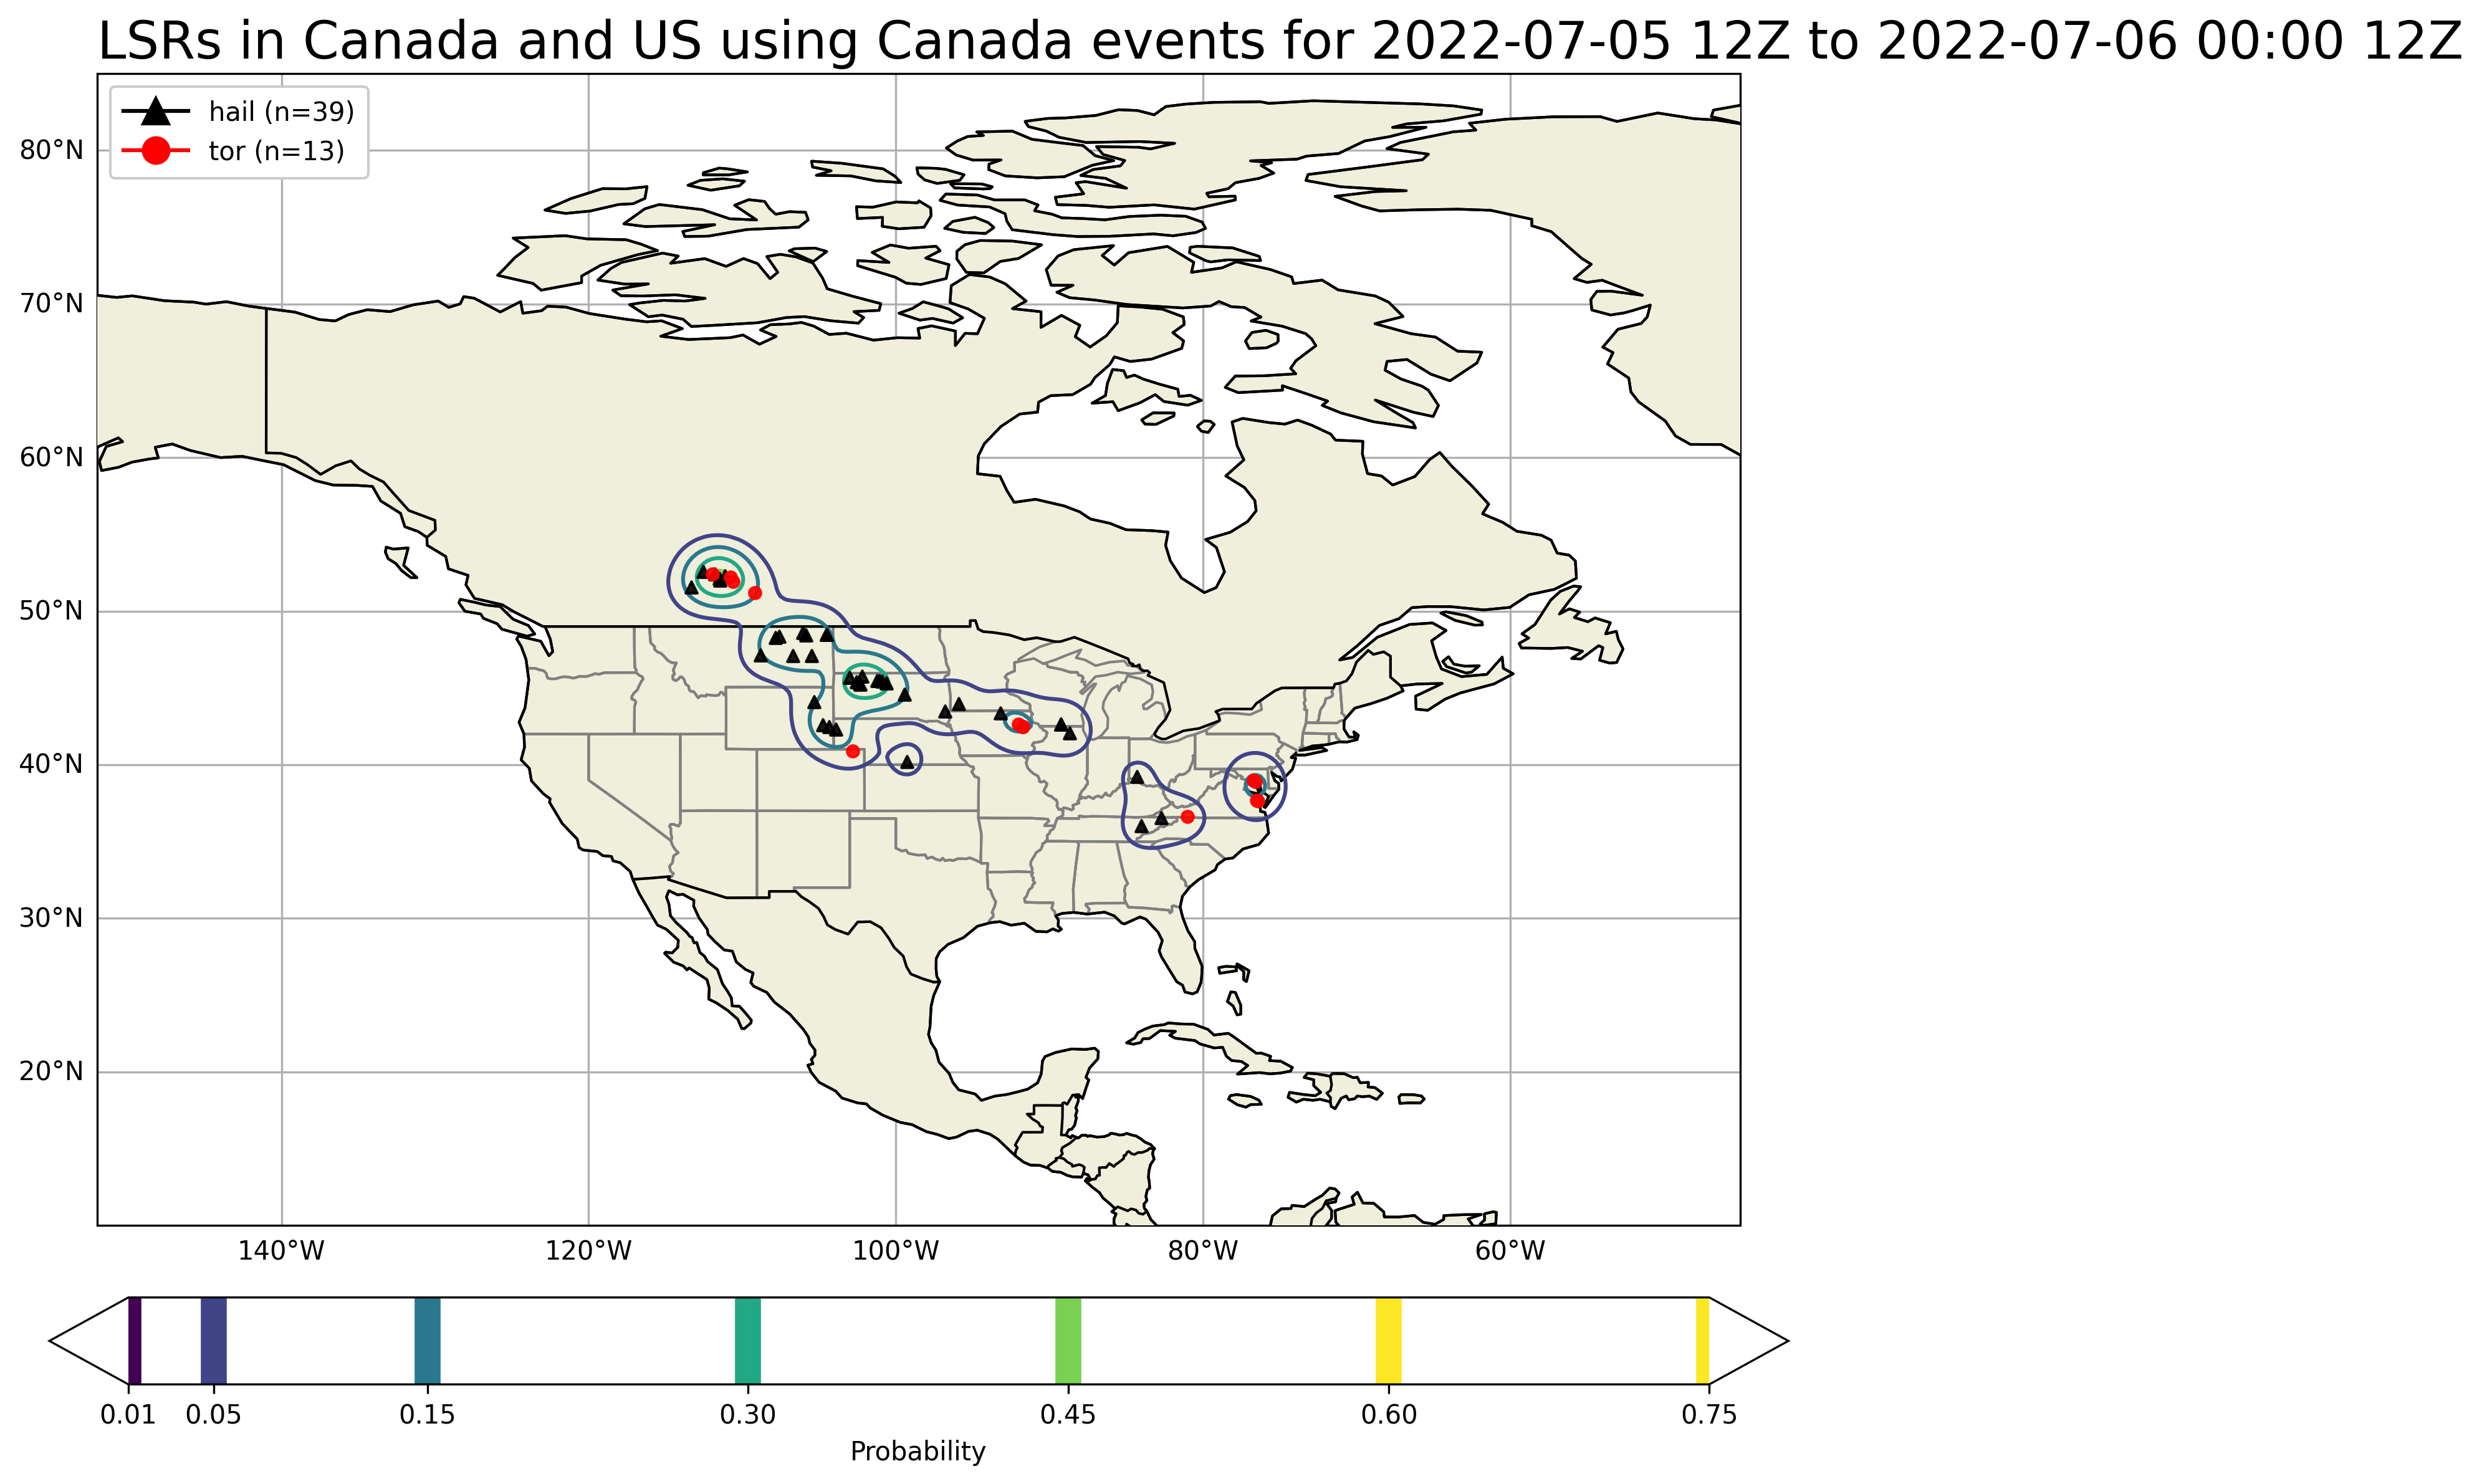 LSRs in Canada and US using Canada events for 2022-07-05 12Z to 2022-07-06 00:00 12Z
hail (n=39)
tor (n=13)
80°N
70°N
60°N
50°N
40°N
30°N
20°N
140°W 120°W 100°W 80°W 60°W
0.01 0.05 0.15 0.30 0.45 0.60 0.75
Probability